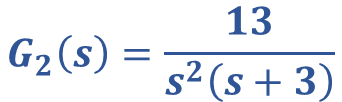 G₂(s) = 13 / s²(s + 3)